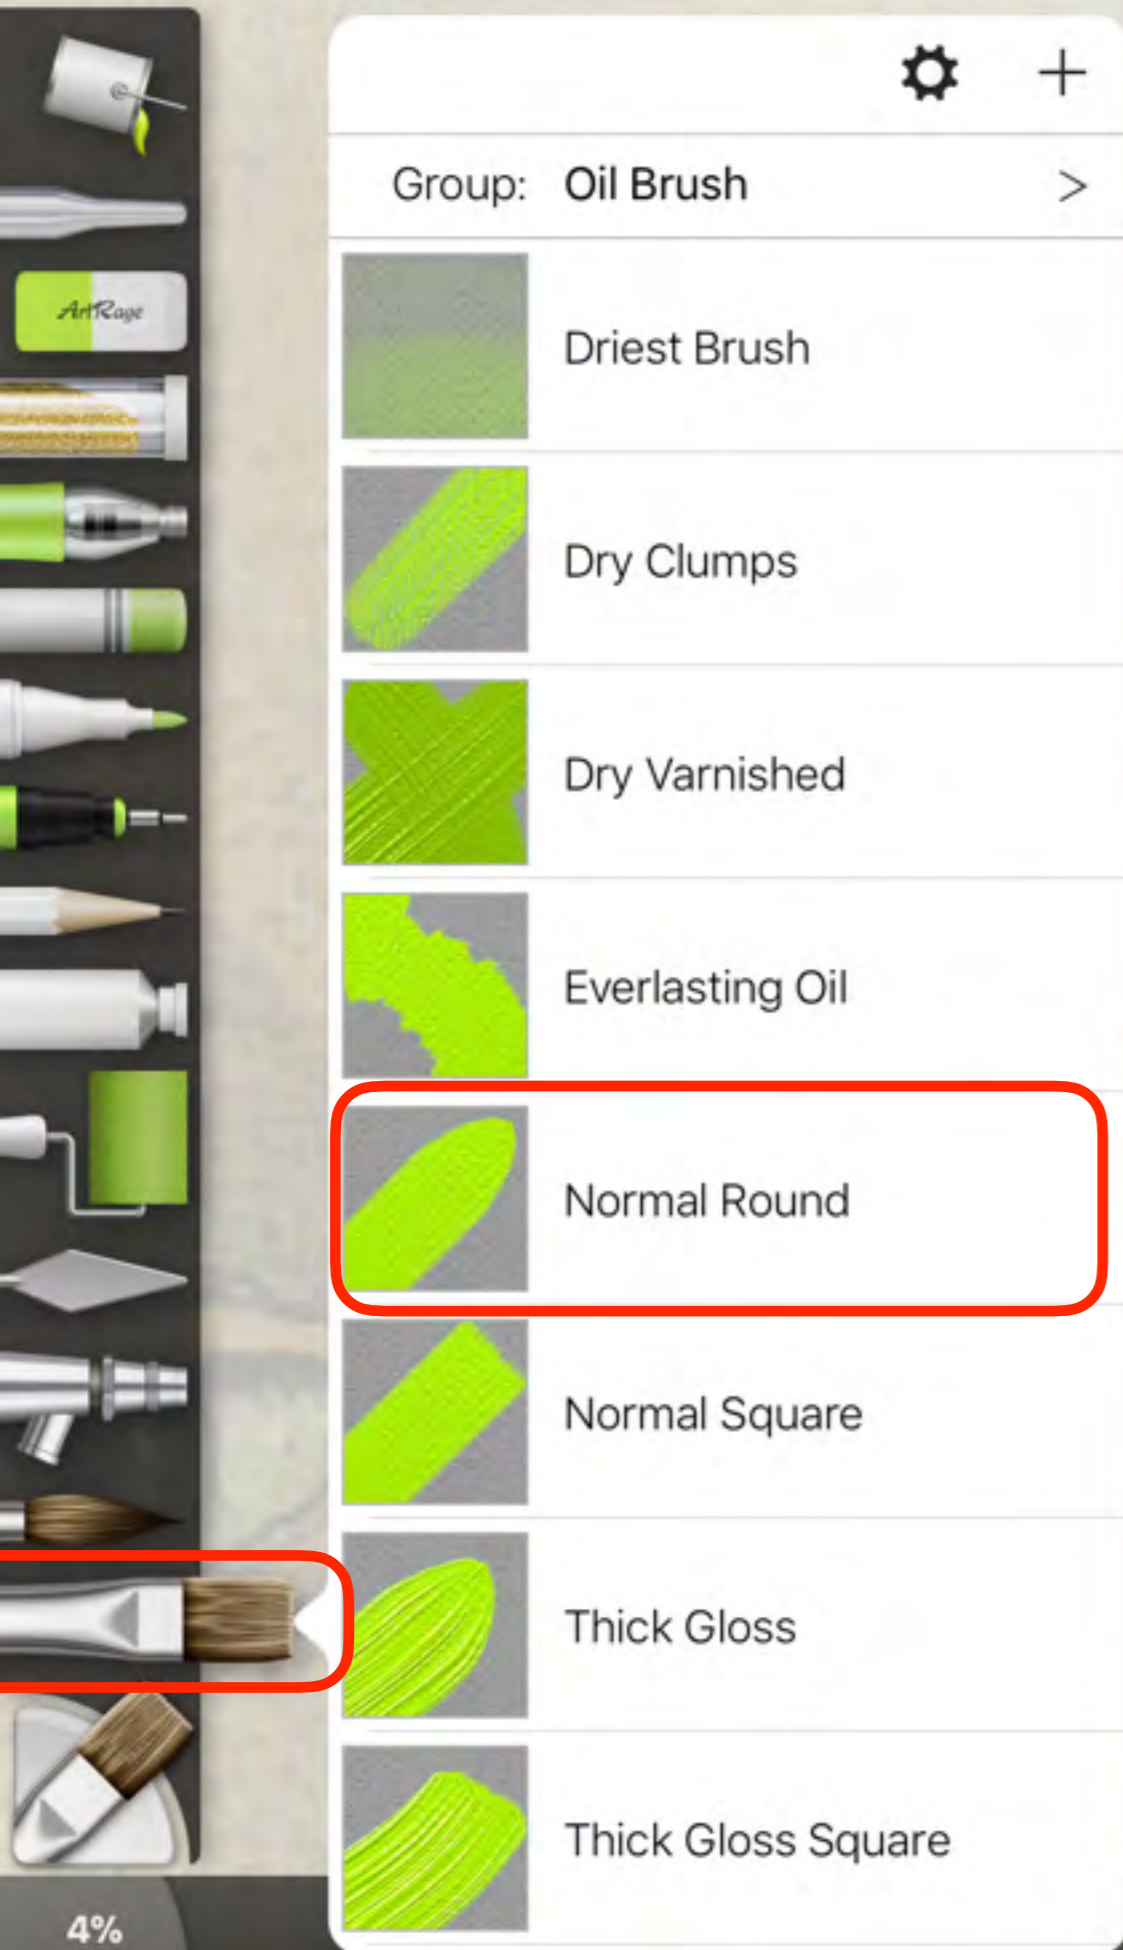 ArtRage
Group: Oil Brush >
Driest Brush
Dry Clumps
Dry Varnished
Everlasting Oil
Normal Round
Normal Square
Thick Gloss
Thick Gloss Square
4%